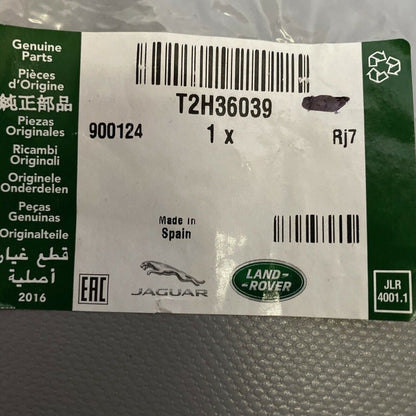 Genuine
Parts
Pièces
d'Origine
純正部品
Piezas
Originales
Ricambi
Originali
Originele
Onderdelen
Peças
Genuinas
Originalteile
قطع غيار
أصلية
2016
T2H36039
900124
1 x
Rj7
Made in
Spain
EAC
JAGUAR
LAND-
-ROVER
JLR
4001.1